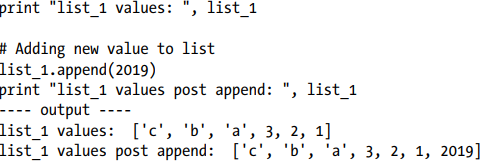 print "list_1 values: ", list_1
# Adding new value to list
list_1.append(2019)
print "list_1 values post append: ", list_1
---- output ----
list_1 values:  ['c', 'b', 'a', 3, 2, 1]
list_1 values post append:  ['c', 'b', 'a', 3, 2, 1, 2019]